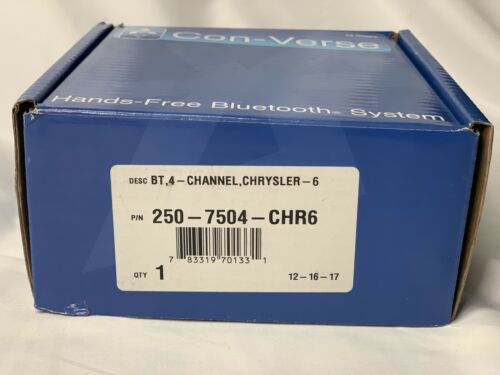 Con-Verse
Hands-Free Bluetooth® System
DESC BT,4-CHANNEL,CHRYSLER-6
P/N 250-7504-CHR6
7 83319 70133 1
QTY 1 12-16-17